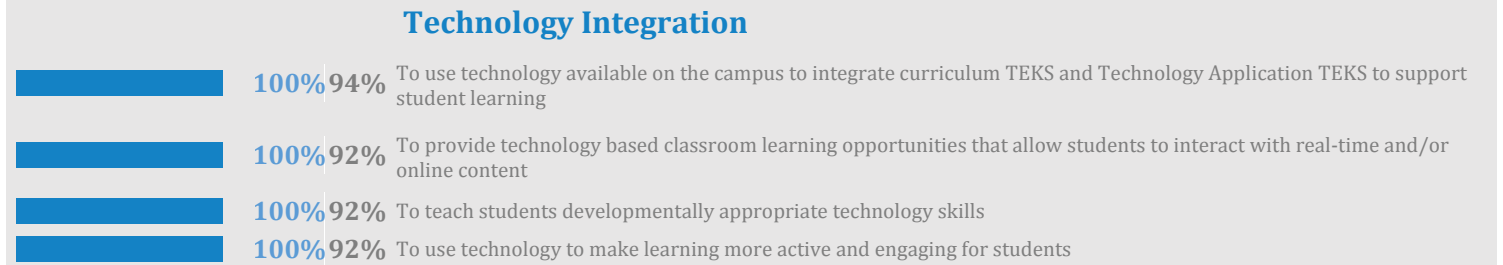 Technology Integration
100% 94% To use technology available on the campus to integrate curriculum TEKS and Technology Application TEKS to support
student learning
100% 92% To provide technology based classroom learning opportunities that allow students to interact with real-time and/or
online content
100% 92% To teach students developmentally appropriate technology skills
100% 92% To use technology to make learning more active and engaging for students